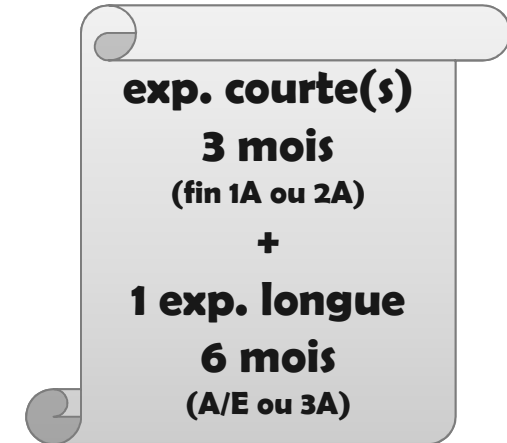 exp. courte(s)
3 mois
(fin 1A ou 2A)
+
1 exp. longue
6 mois
(A/E ou 3A)